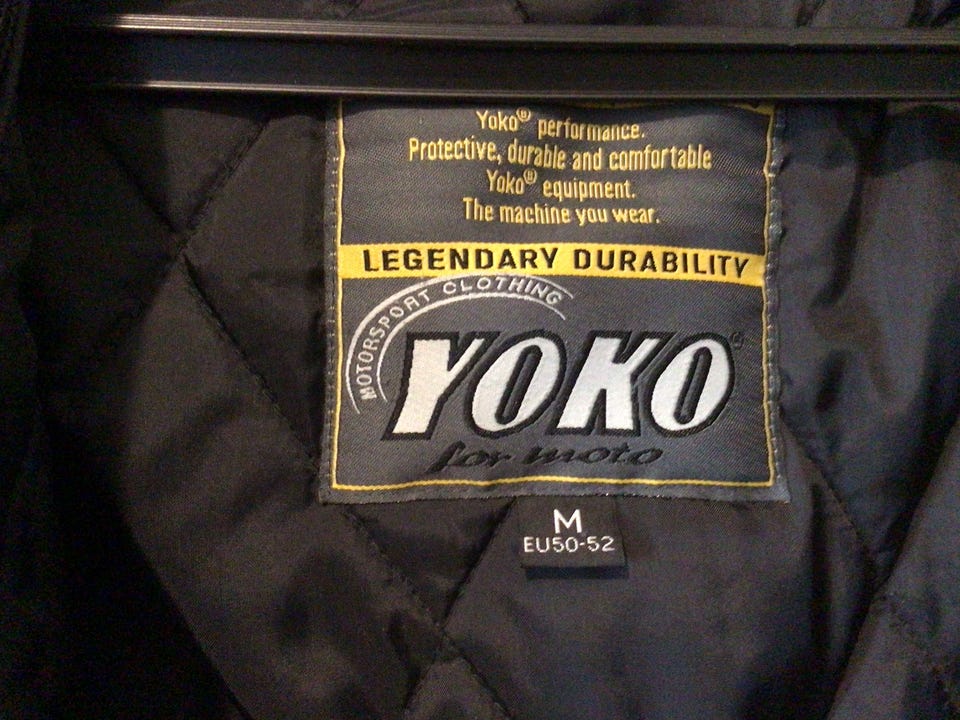 Yoko® performance.
Protective, durable and comfortable
Yoko® equipment.
The machine you wear.
LEGENDARY DURABILITY
MOTORSPORT CLOTHING
YOKO®
for moto
M
EU50-52